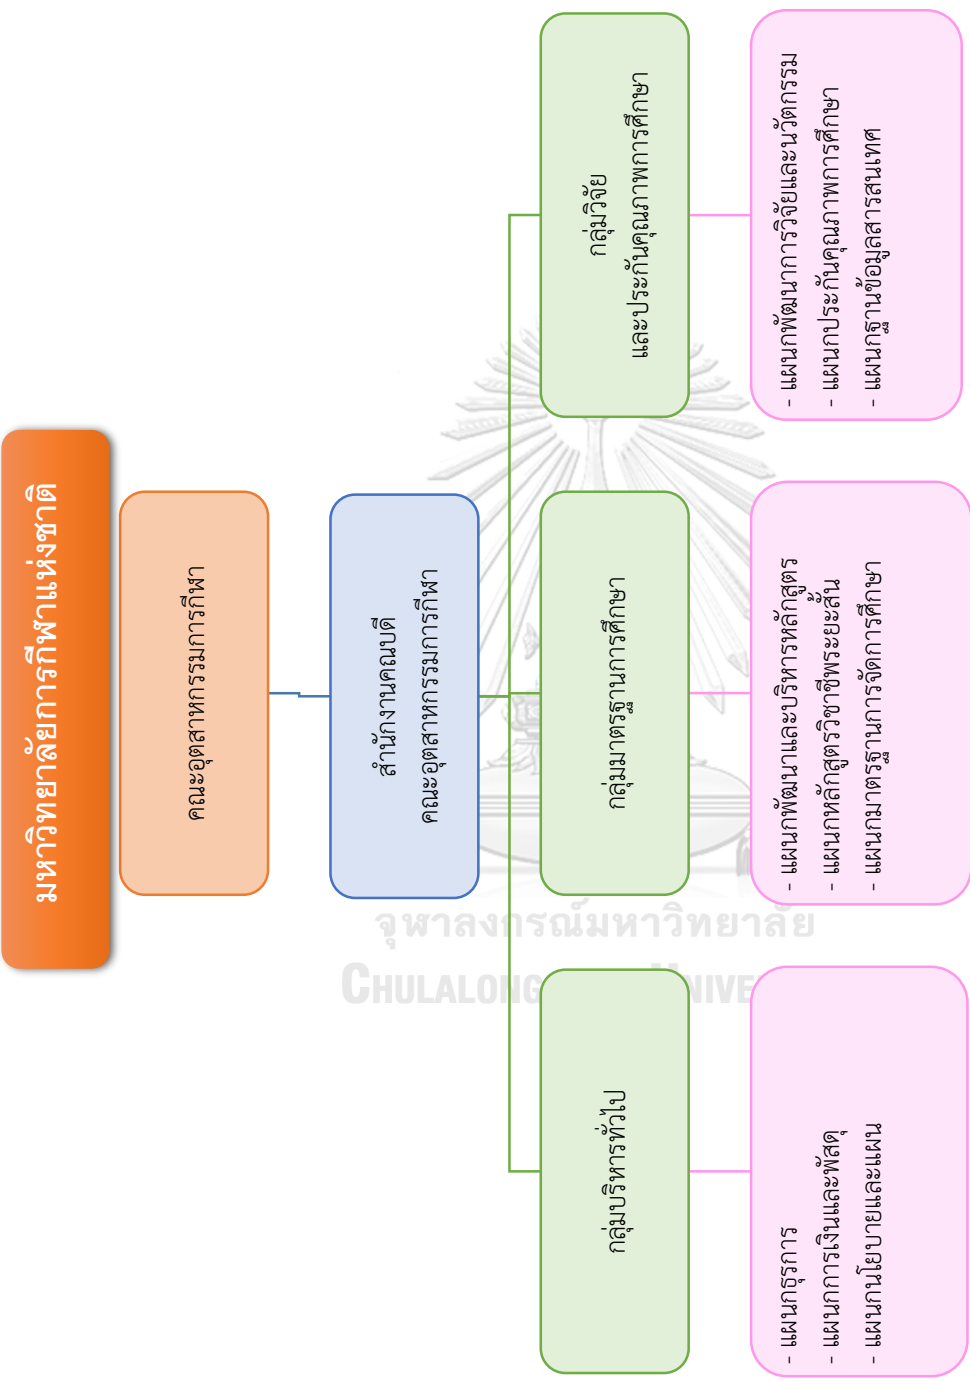 มหาวิทยาลัยการกีฬาแห่งชาติ
คณะอุตสาหกรรมการกีฬา
สำนักงานคณบดี
คณะอุตสาหกรรมการกีฬา
กลุ่มบริหารทั่วไป
- แผนกธุรการ
- แผนกการเงินและพัสดุ
- แผนกนโยบายและแผน
กลุ่มมาตรฐานการศึกษา
- แผนกพัฒนาและบริหารหลักสูตร
- แผนกหลักสูตรวิชาชีพระยะสั้น
- แผนกมาตรฐานการจัดการศึกษา
กลุ่มวิจัย
และประกันคุณภาพการศึกษา
- แผนกพัฒนาการวิจัยและนวัตกรรม
- แผนกประกันคุณภาพการศึกษา
- แผนกฐานข้อมูลสารสนเทศ
จุฬาลงกรณ์มหาวิทยาลัย